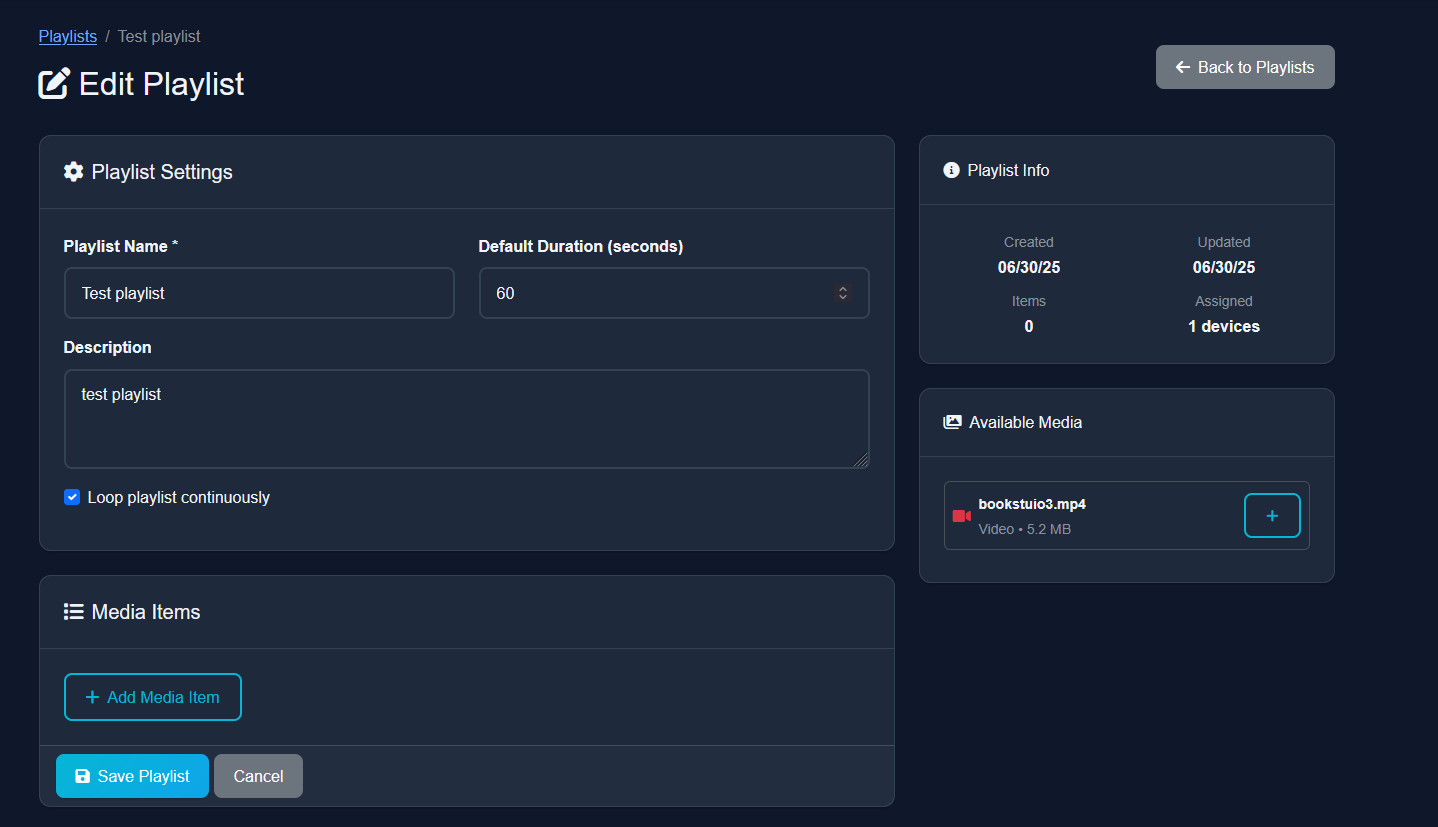 Playlists / Test playlist
Edit Playlist
Back to Playlists
Playlist Settings
Playlist Name *
Default Duration (seconds)
Test playlist
60
Description
test playlist
Loop playlist continuously
Media Items
+ Add Media Item
Save Playlist
Cancel
Playlist Info
Created
Updated
06/30/25
06/30/25
Items
Assigned
0
1 devices
Available Media
bookstuio3.mp4
Video • 5.2 MB
+